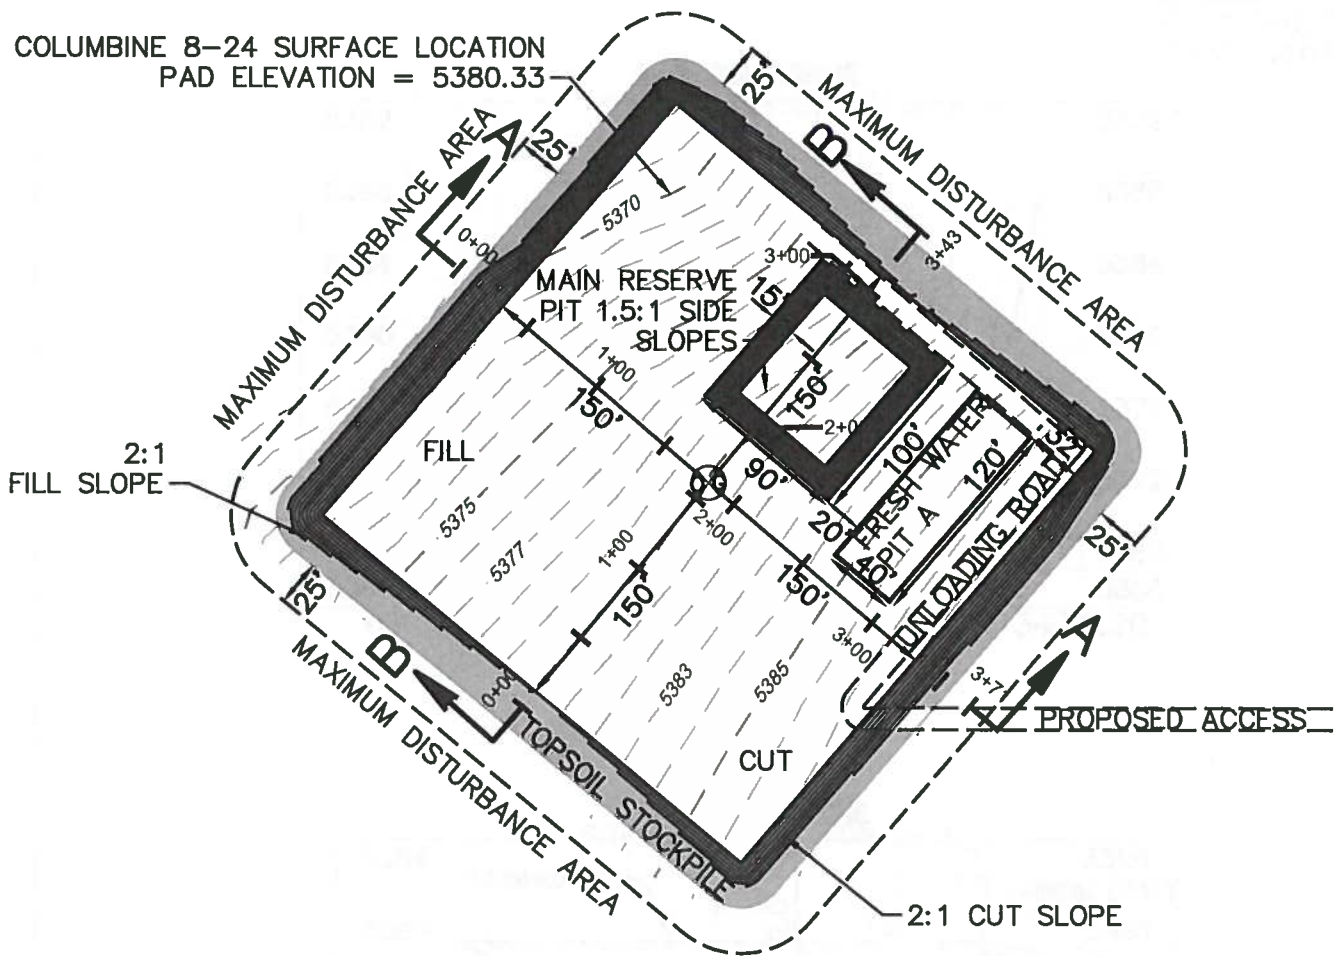 COLUMBINE 8-24 SURFACE LOCATION
PAD ELEVATION = 5380.33
25'
MAXIMUM DISTURBANCE AREA
A
25'
MAXIMUM DISTURBANCE AREA
B
3+43
0+00
5370
3+00
MAIN RESERVE
PIT 1.5:1 SIDE
SLOPES
15'
150'
2+0
1+00
150'
2:1
FILL SLOPE
FILL
5375
5377
90'
100'
FRESH WATER
PIT A
120'
UNLOADING ROAD
20'
40'
2+00
1+00
150'
150'
3+00
25'
25'
MAXIMUM DISTURBANCE AREA
B
0+00
5383
5385
CUT
TOPSOIL STOCKPILE
A
3+7
PROPOSED ACCESS
2:1 CUT SLOPE